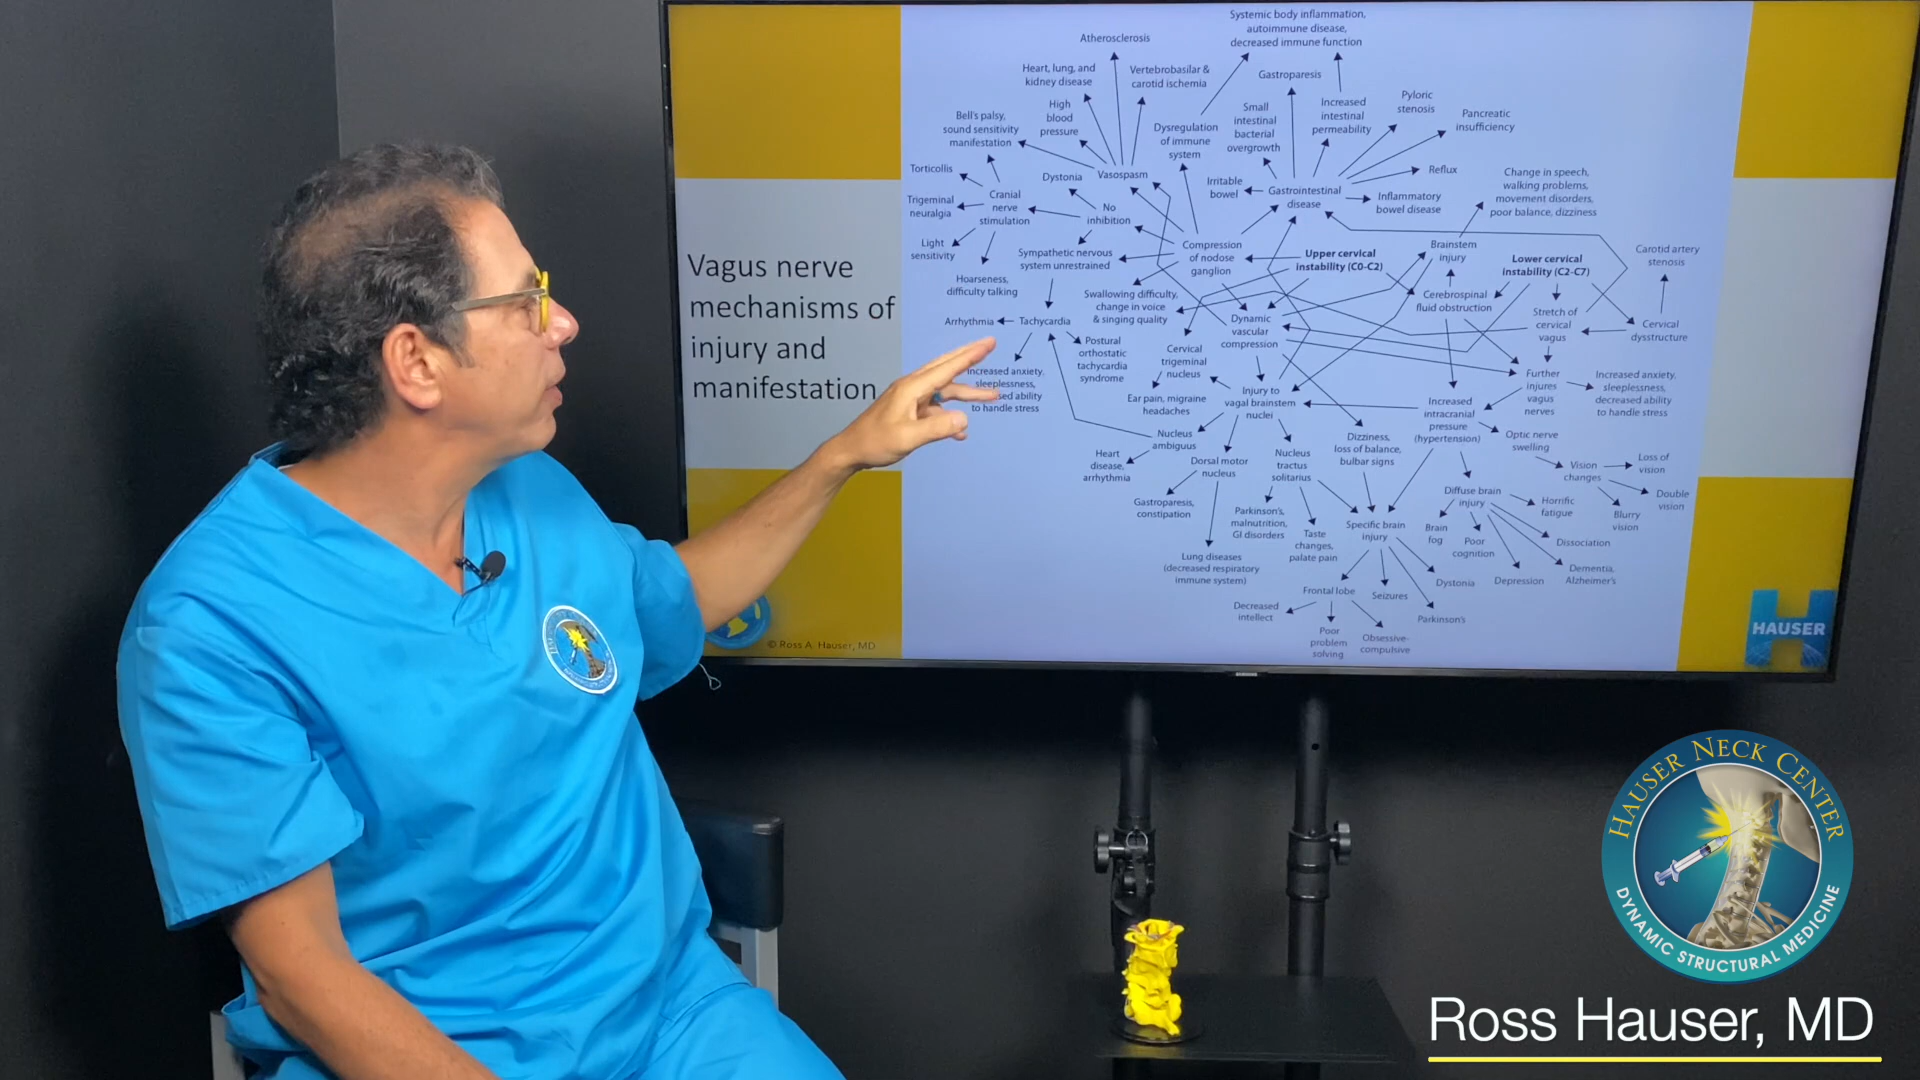 Vagus nerve
mechanisms of
injury and
manifestation
© Ross A. Hauser, MD
Systemic body inflammation,
autoimmune disease,
decreased immune function
Atherosclerosis
Heart, lung, and
kidney disease
Vertebrobasilar &
carotid ischemia
Gastroparesis
High
blood
pressure
Small
intestinal
bacterial
overgrowth
Increased
intestinal
permeability
Pyloric
stenosis
Pancreatic
insufficiency
Bell's palsy,
sound sensitivity
manifestation
Dysregulation
of immune
system
Torticollis
Dystonia
Vasospasm
Irritable
bowel
Gastrointestinal
disease
Reflux
Inflammatory
bowel disease
Change in speech,
walking problems,
movement disorders,
poor balance, dizziness
Trigeminal
neuralgia
Cranial
nerve
stimulation
No
inhibition
Light
sensitivity
Sympathetic nervous
system unrestrained
Compression
of nodose
ganglion
Upper cervical
instability (C0-C2)
Brainstem
injury
Lower cervical
instability (C2-C7)
Carotid artery
stenosis
Hoarseness,
difficulty talking
Swallowing difficulty,
change in voice
& singing quality
Cerebrospinal
fluid obstruction
Arrhythmia
Tachycardia
Dynamic
vascular
compression
Stretch of
cervical
vagus
Cervical
dysstructure
Postural
orthostatic
tachycardia
syndrome
Cervical
trigeminal
nucleus
Increased anxiety,
sleeplessness,
ability
to handle stress
Ear pain, migraine
headaches
Injury to
vagal brainstem
nuclei
Further
injures
vagus
nerves
Increased anxiety,
sleeplessness,
decreased ability
to handle stress
Increased
intracranial
pressure
(hypertension)
Nucleus
ambiguus
Dizziness,
loss of balance,
bulbar signs
Optic nerve
swelling
Heart
disease,
arrhythmia
Dorsal motor
nucleus
Nucleus
tractus
solitarius
Vision
changes
Loss of
vision
Double
vision
Blurry
vision
Gastroparesis,
constipation
Parkinson's,
malnutrition,
GI disorders
Diffuse brain
injury
Horrific
fatigue
Specific brain
injury
Brain
fog
Poor
cognition
Dissociation
Taste
changes,
palate pain
Lung diseases
(decreased respiratory
immune system)
Dystonia
Depression
Dementia,
Alzheimer's
Frontal lobe
Seizures
Parkinson's
Decreased
intellect
Poor
problem
solving
Obsessive-
compulsive
HAUSER
HAUSER NECK CENTER
DYNAMIC STRUCTURAL MEDICINE
Ross Hauser, MD